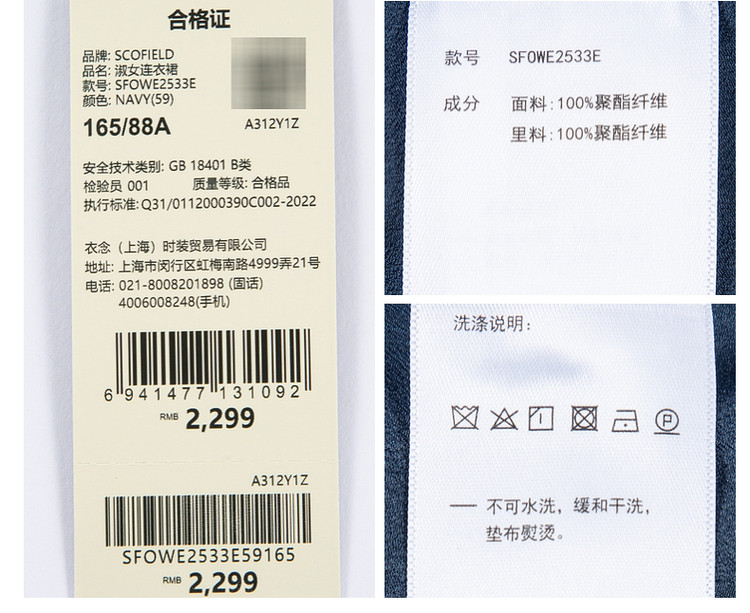 合格证
品牌: SCOFIELD
品名: 淑女连衣裙
款号: SFOWE2533E
颜色: NAVY(59)
165/88A
A312Y1Z
安全技术类别: GB 18401 B类
检验员 001 质量等级: 合格品
执行标准: Q31/0112000390C002-2022
衣念（上海）时装贸易有限公司
地址: 上海市闵行区虹梅南路4999弄21号
电话: 021-8008201898 (固话)
4006008248(手机)
6 941477 131092
RMB 2,299
A312Y1Z
SFOWE2533E59165
RMB 2,299
款号 SFOWE2533E
成分 面料:100%聚酯纤维
里料:100%聚酯纤维
洗涤说明:
P
— 不可水洗，缓和干洗，
垫布熨烫。